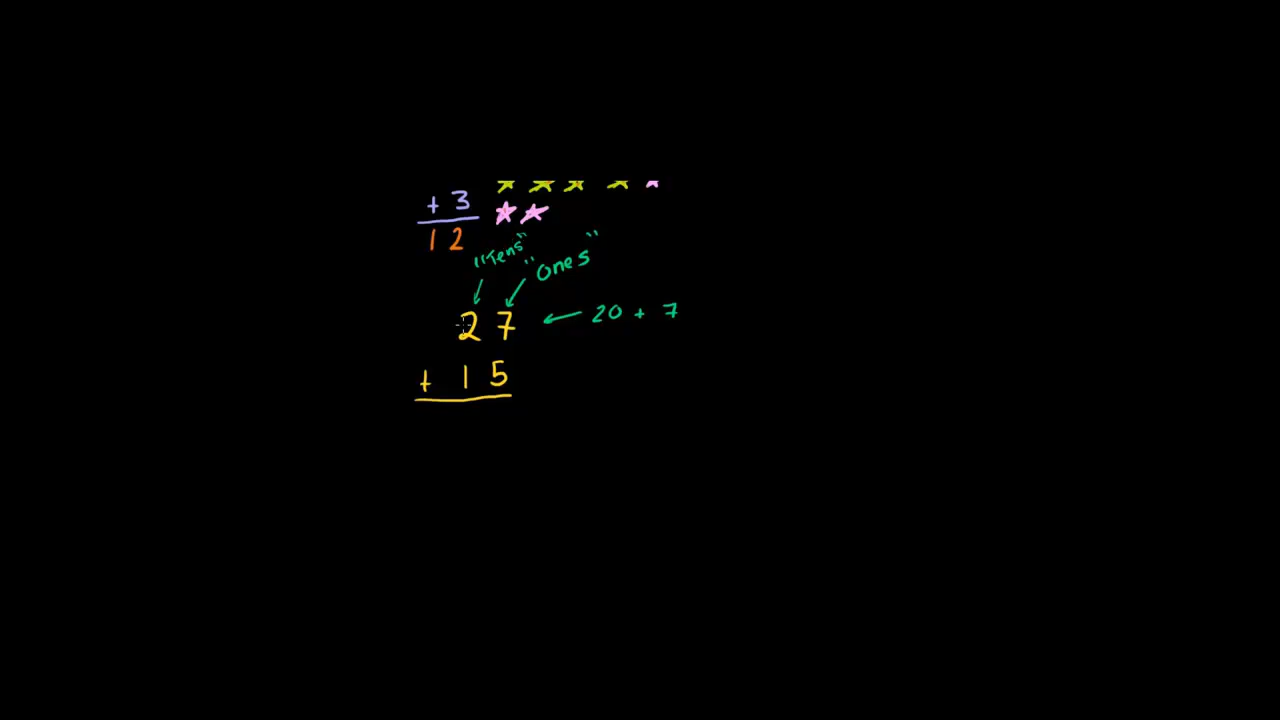 + 3
12
"Tens"
"ones"
27
20 + 7
+ 15